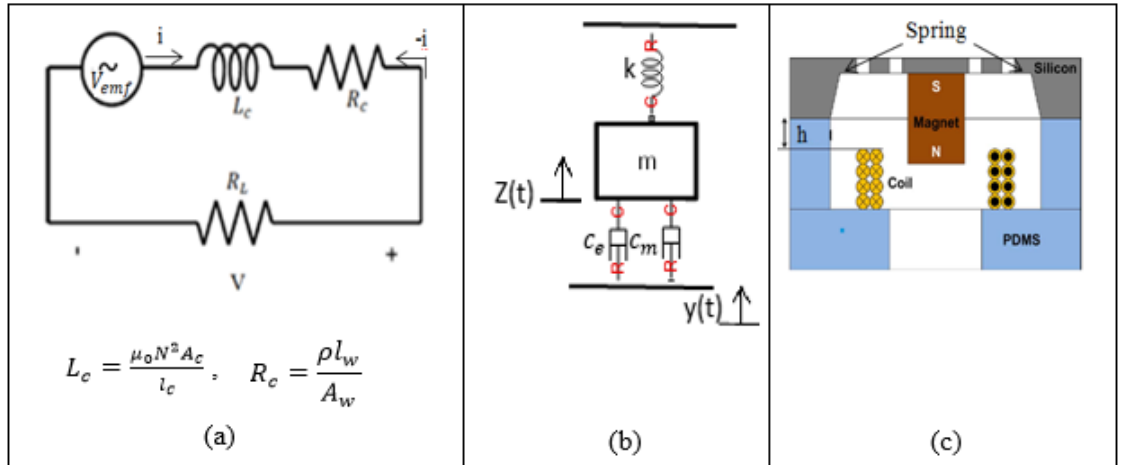 i
-i
V_emf
L_c
R_c
R_L
-
+
V
L_c = μ₀N²A_c / l_c , R_c = ρl_w / A_w
(a)
R
k
C
m
Z(t)
C
C
c_e
c_m
R
R
y(t)
(b)
Spring
Silicon
S
Magnet
h
N
Coil
PDMS
(c)